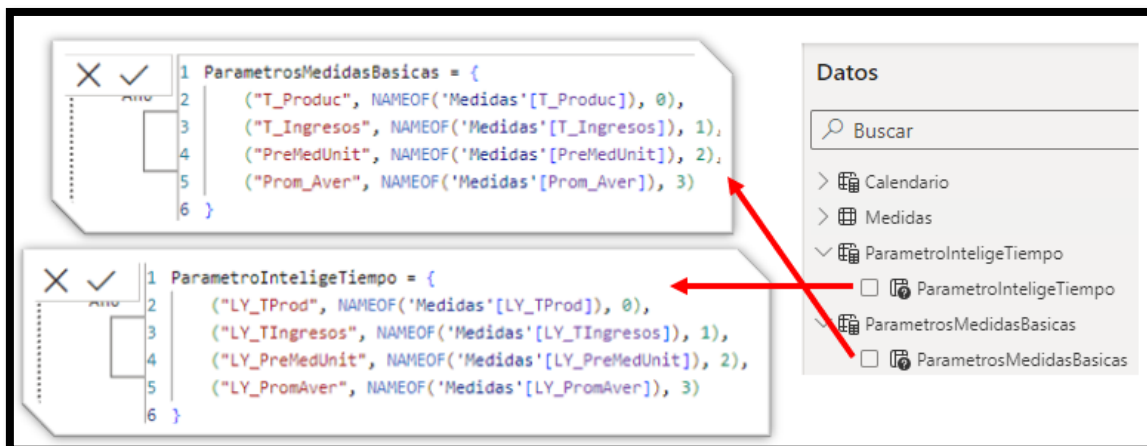 1 ParametrosMedidasBasicas = {
2 ("T_Produc", NAMEOF('Medidas'[T_Produc]), 0),
3 ("T_Ingresos", NAMEOF('Medidas'[T_Ingresos]), 1),
4 ("PreMedUnit", NAMEOF('Medidas'[PreMedUnit]), 2),
5 ("Prom_Aver", NAMEOF('Medidas'[Prom_Aver]), 3)
6 }
1 ParametroInteligeTiempo = {
2 ("LY_TProd", NAMEOF('Medidas'[LY_TProd]), 0),
3 ("LY_TIngresos", NAMEOF('Medidas'[LY_TIngresos]), 1),
4 ("LY_PreMedUnit", NAMEOF('Medidas'[LY_PreMedUnit]), 2),
5 ("LY_PromAver", NAMEOF('Medidas'[LY_PromAver]), 3)
6 }
Datos
Buscar
Calendario
Medidas
ParametroInteligeTiempo
ParametroInteligeTiempo
ParametrosMedidasBasicas
ParametrosMedidasBasicas